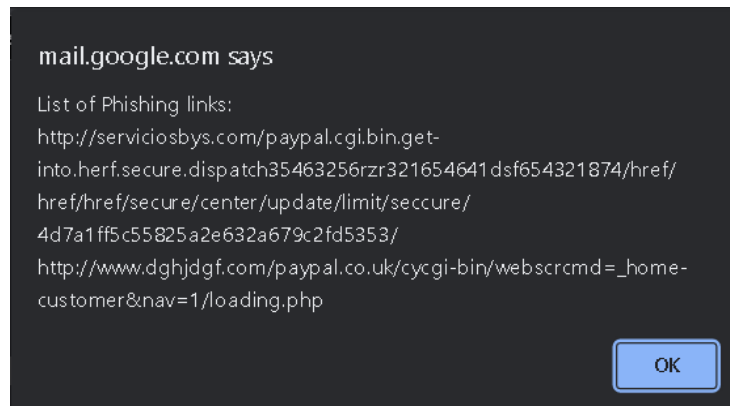 mail.google.com says
List of Phishing links:
http://serviciosbys.com/paypal.cgi.bin.get-
into.herf.secure.dispatch35463256rzr321654641dsf654321874/href/
href/href/secure/center/update/limit/seccure/
4d7a1ff5c55825a2e632a679c2fd5353/
http://www.dghjdgf.com/paypal.co.uk/cycgi-bin/webscrcmd=_home-
customer&nav=1/loading.php
OK